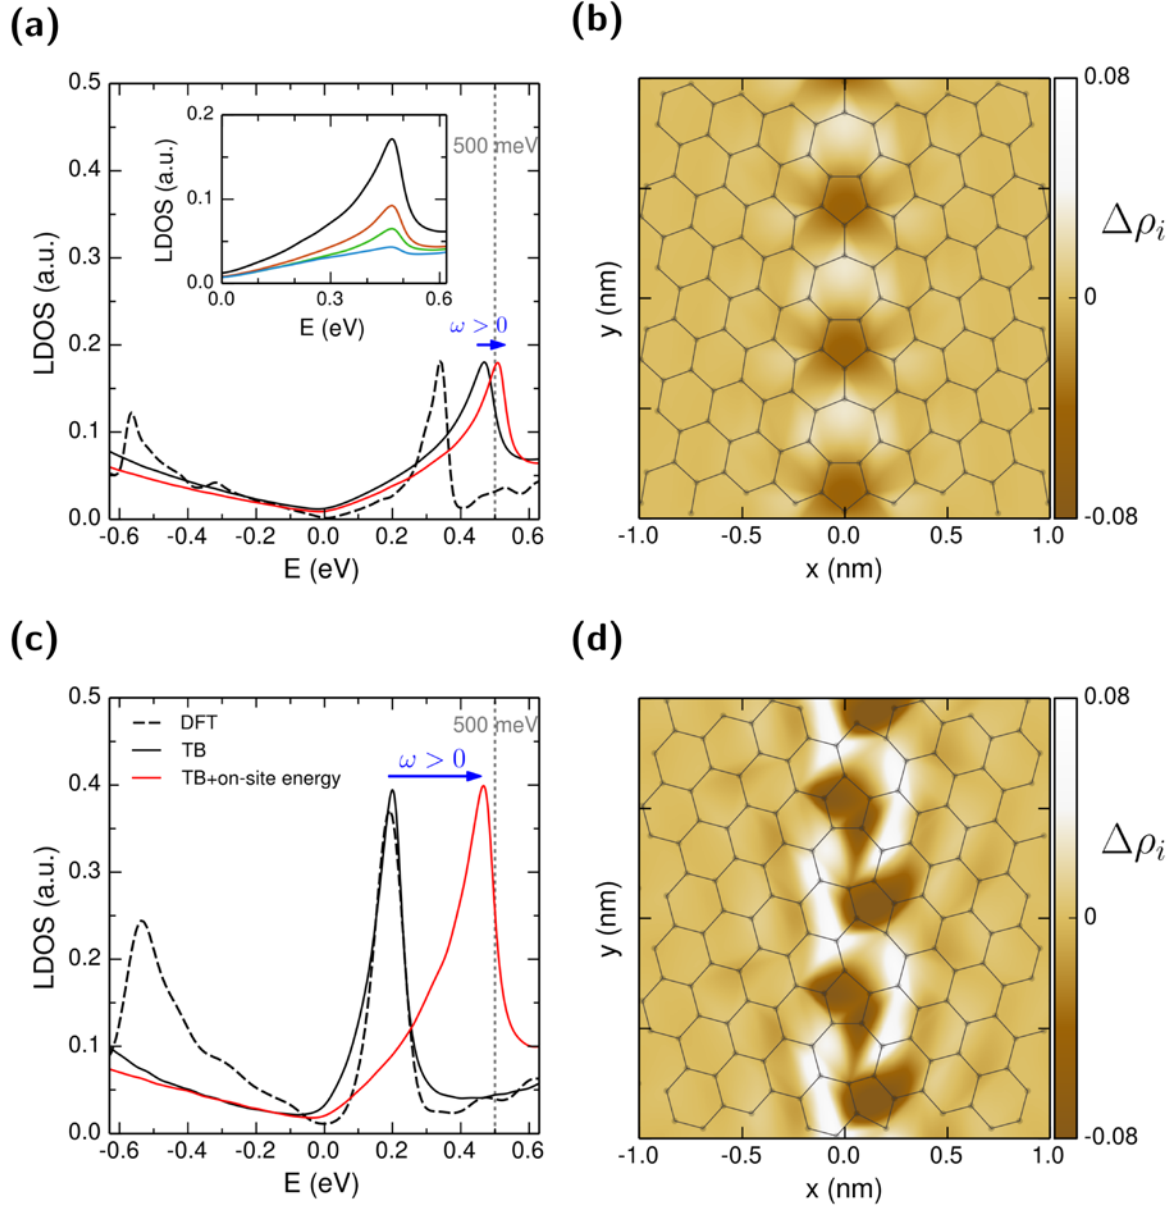 (a)
0.5
0.4
0.3
0.2
0.1
0.0
LDOS (a.u.)
-0.6 -0.4 -0.2 0.0 0.2 0.4 0.6
E (eV)
0.2
0.1
0.0
LDOS (a.u.)
0.0 0.3 0.6
E (eV)
500 meV
ω > 0
(b)
y (nm)
-1.0 -0.5 0.0 0.5 1.0
x (nm)
0.08
0
-0.08
Δρi
(c)
0.5
0.4
0.3
0.2
0.1
0.0
LDOS (a.u.)
DFT
TB
TB+on-site energy
500 meV
ω > 0
-0.6 -0.4 -0.2 0.0 0.2 0.4 0.6
E (eV)
(d)
y (nm)
-1.0 -0.5 0.0 0.5 1.0
x (nm)
0.08
0
-0.08
Δρi